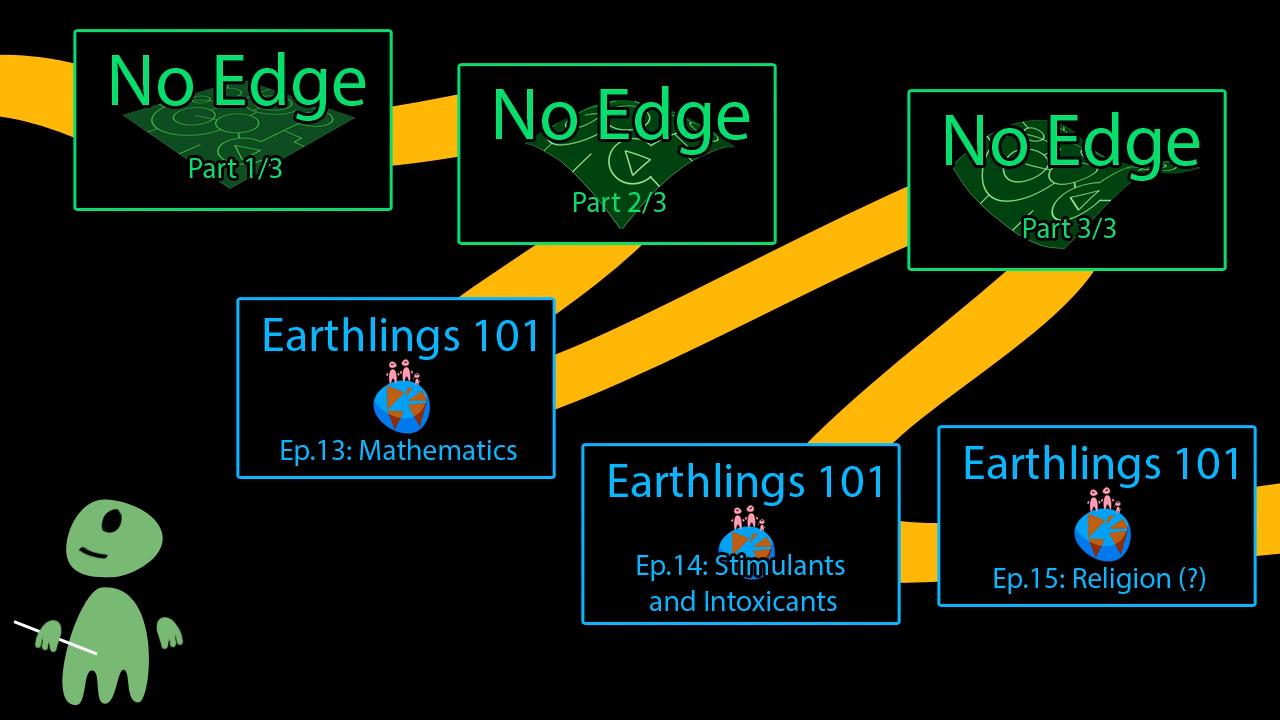 No Edge
Part 1/3
No Edge
Part 2/3
No Edge
Part 3/3
Earthlings 101
Ep.13: Mathematics
Earthlings 101
Ep.14: Stimulants
and Intoxicants
Earthlings 101
Ep.15: Religion (?)